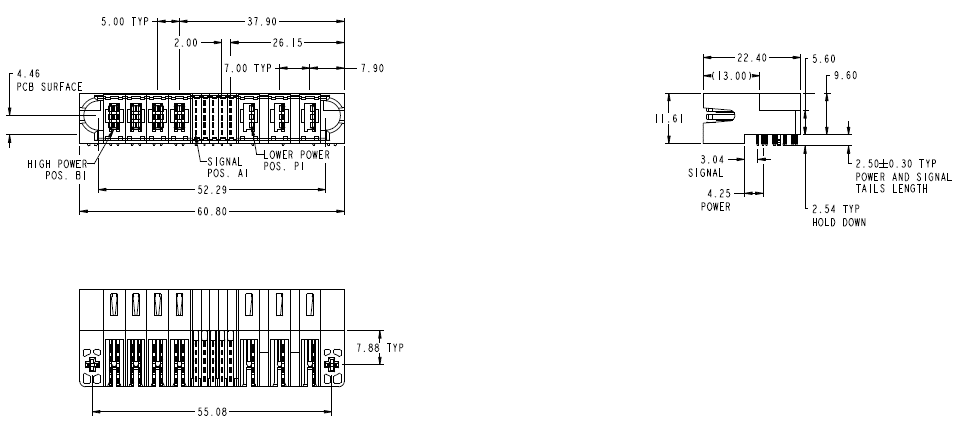 5.00 TYP
37.90
2.00
26.15
7.00 TYP
7.90
4.46
PCB SURFACE
HIGH POWER
POS. B1
SIGNAL
POS. A1
LOWER POWER
POS. P1
52.29
60.80
22.40
5.60
(13.00)
9.60
11.61
3.04
SIGNAL
4.25
POWER
2.50±0.30 TYP
POWER AND SIGNAL
TAILS LENGTH
2.54 TYP
HOLD DOWN
7.88 TYP
55.08